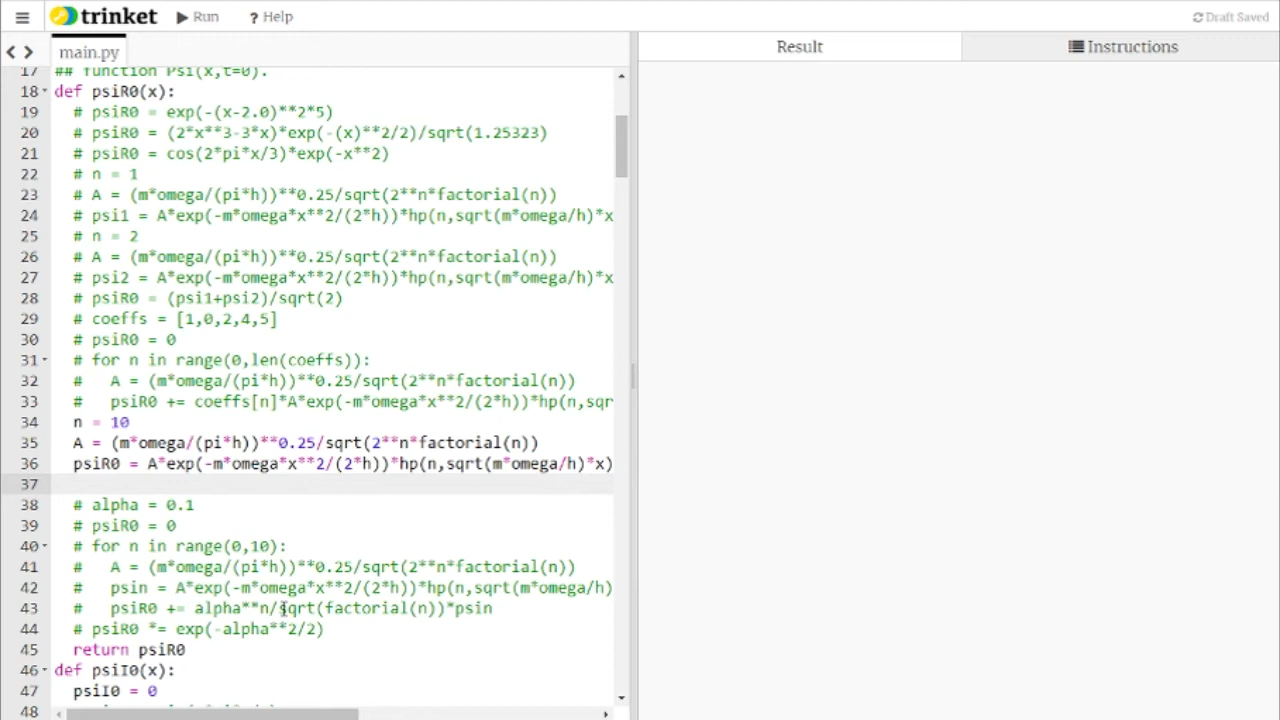 trinket
Run
? Help
Draft Saved
main.py
Result
Instructions
17 ## function Psi(x,t=0).
18 def psiR0(x):
19 # psiR0 = exp(-(x-2.0)**2*5)
20 # psiR0 = (2*x**3-3*x)*exp(-(x)**2/2)/sqrt(1.25323)
21 # psiR0 = cos(2*pi*x/3)*exp(-x**2)
22 # n = 1
23 # A = (m*omega/(pi*h))**0.25/sqrt(2**n*factorial(n))
24 # psi1 = A*exp(-m*omega*x**2/(2*h))*hp(n,sqrt(m*omega/h)*x
25 # n = 2
26 # A = (m*omega/(pi*h))**0.25/sqrt(2**n*factorial(n))
27 # psi2 = A*exp(-m*omega*x**2/(2*h))*hp(n,sqrt(m*omega/h)*x
28 # psiR0 = (psi1+psi2)/sqrt(2)
29 # coeffs = [1,0,2,4,5]
30 # psiR0 = 0
31 # for n in range(0,len(coeffs)):
32 #   A = (m*omega/(pi*h))**0.25/sqrt(2**n*factorial(n))
33 #   psiR0 += coeffs[n]*A*exp(-m*omega*x**2/(2*h))*hp(n,sqr
34 n = 10
35 A = (m*omega/(pi*h))**0.25/sqrt(2**n*factorial(n))
36 psiR0 = A*exp(-m*omega*x**2/(2*h))*hp(n,sqrt(m*omega/h)*x)
37
38 # alpha = 0.1
39 # psiR0 = 0
40 # for n in range(0,10):
41 #   A = (m*omega/(pi*h))**0.25/sqrt(2**n*factorial(n))
42 #   psin = A*exp(-m*omega*x**2/(2*h))*hp(n,sqrt(m*omega/h)
43 #   psiR0 += alpha**n/sqrt(factorial(n))*psin
44 # psiR0 *= exp(-alpha**2/2)
45 return psiR0
46 def psiI0(x):
47 psiI0 = 0
48